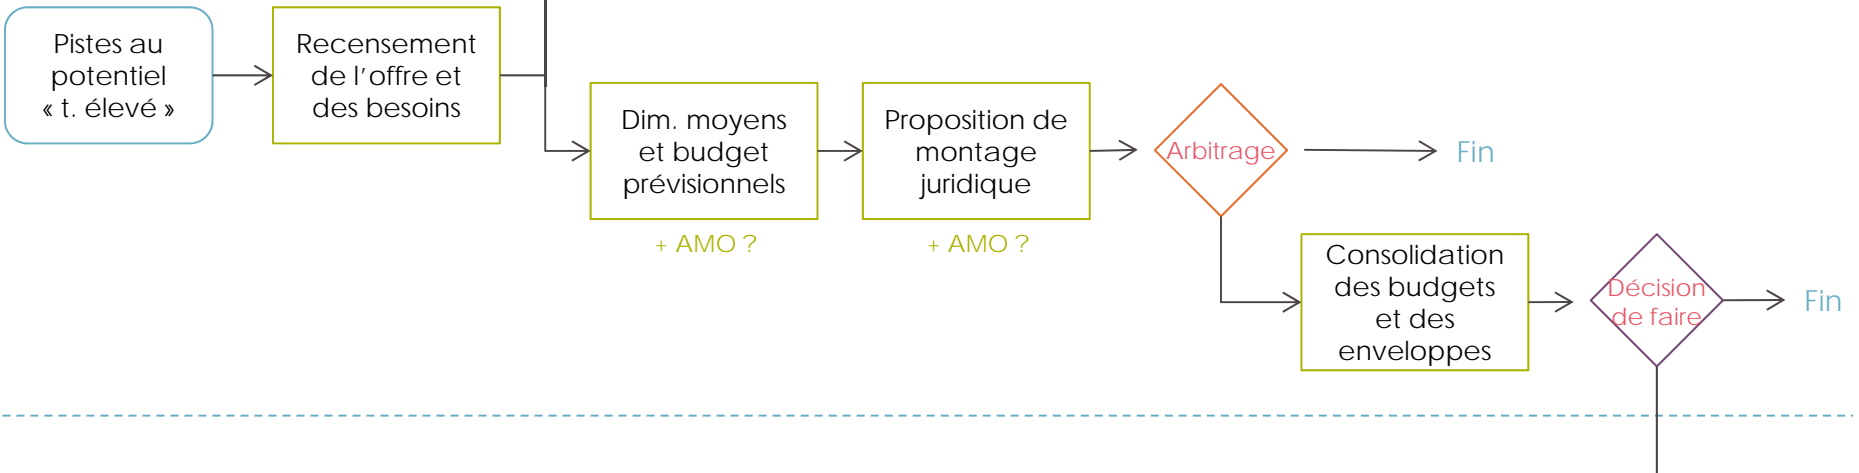 Pistes au
potentiel
« t. élevé »
Recensement
de l’offre et
des besoins
Dim. moyens
et budget
prévisionnels
+ AMO ?
Proposition de
montage
juridique
+ AMO ?
Arbitrage
Fin
Consolidation
des budgets
et des
enveloppes
Décision
de faire
Fin